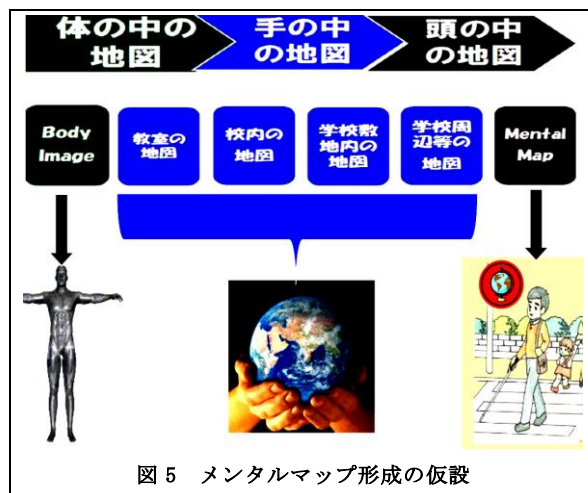 体の中の
地図
手の中
の地図
頭の中
の地図
Body
Image
教室の
地図
校内の
地図
学校敷
地内の
地図
学校周
辺等の
地図
Mental
Map
図 5 メンタルマップ形成の仮設